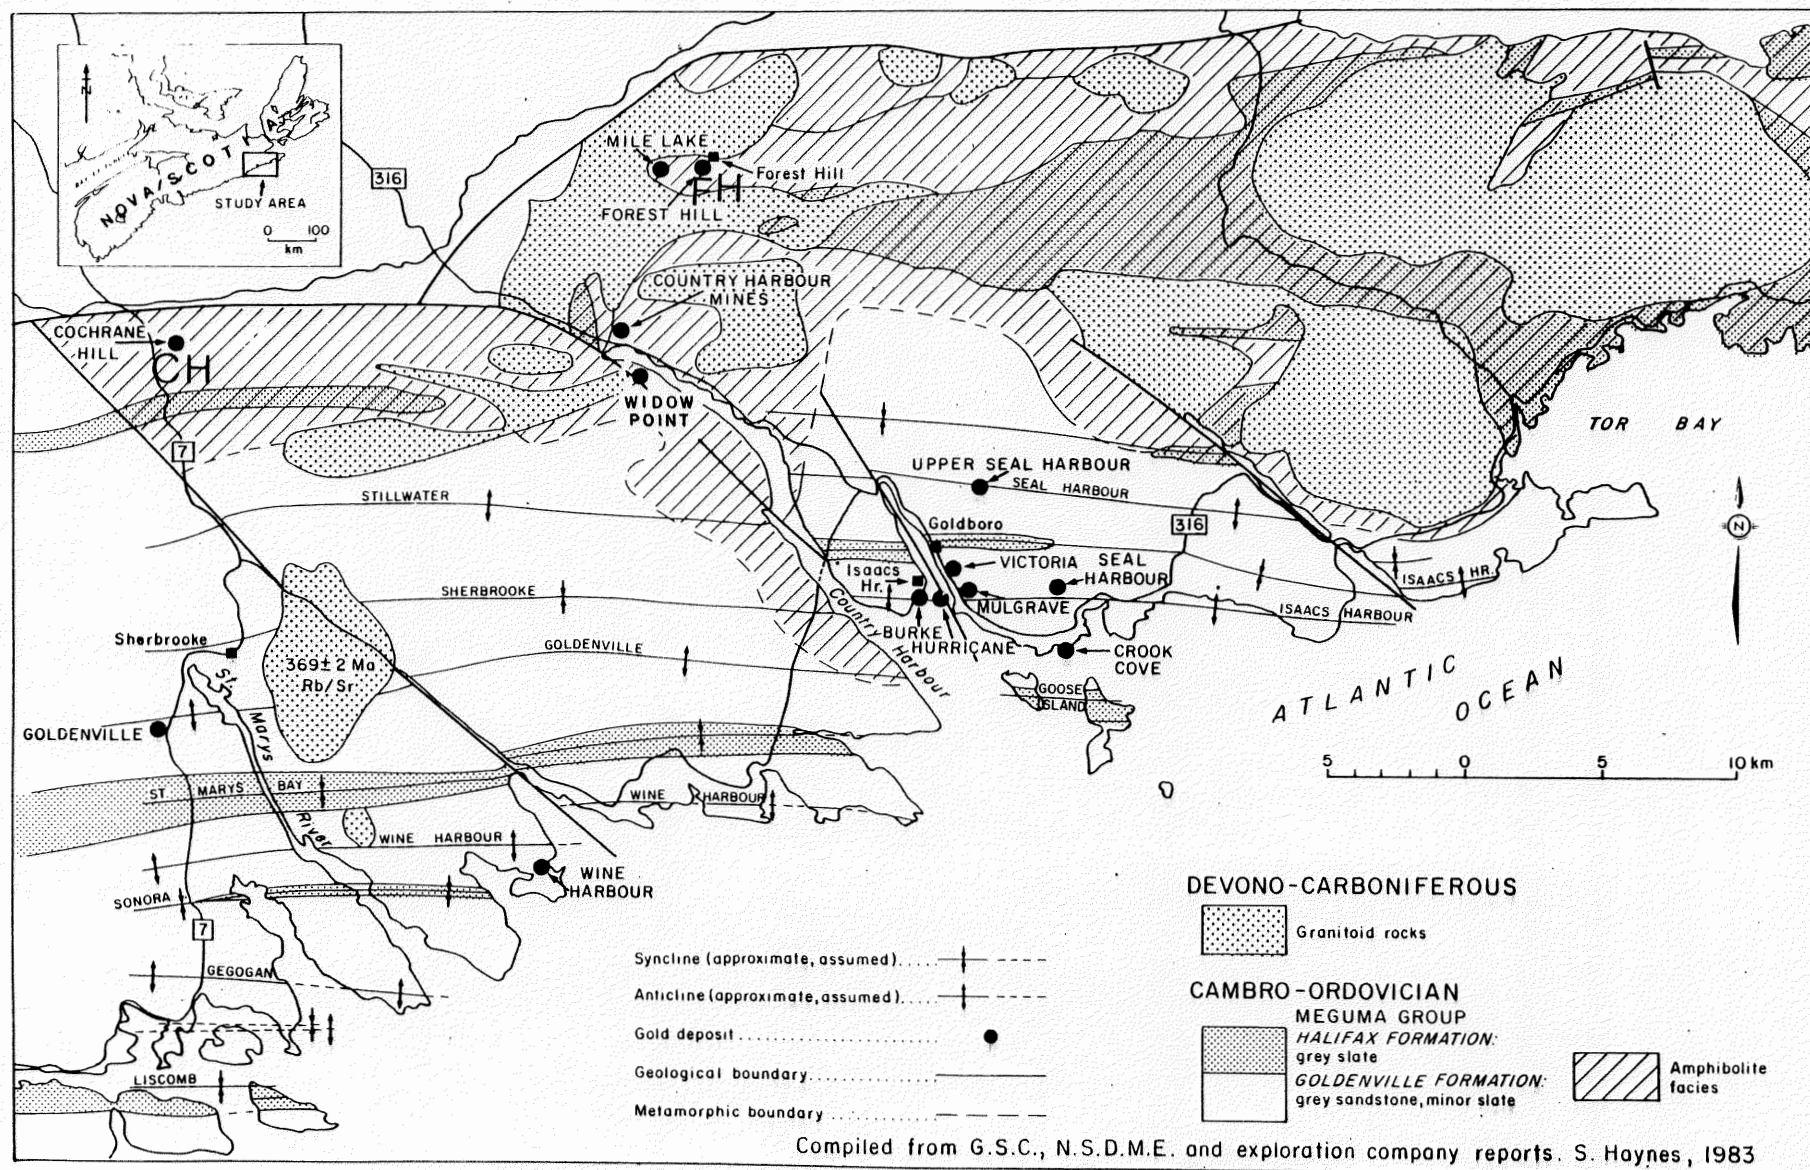 N
NOVA/SCOTIA
STUDY AREA
0 100
km
316
MILE LAKE
Forest Hill
FH
FOREST HILL
COUNTRY HARBOUR
MINES
COCHRANE
HILL
CH
WIDOW
POINT
7
TOR BAY
UPPER SEAL HARBOUR
SEAL HARBOUR
STILLWATER
316
N
Goldboro
VICTORIA
SEAL
HARBOUR
Isaacs
Hr.
ISAACS HR.
SHERBROOKE
MULGRAVE
ISAACS HARBOUR
Country Harbour
BURKE
HURRICANE
Sherbrooke
GOLDENVILLE
CROOK
COVE
369±2 Ma
Rb/Sr
St. Marys River
GOOSE
ISLAND
ATLANTIC
OCEAN
GOLDENVILLE
5 0 5 10 km
ST. MARYS BAY
WINE HARBOUR
WINE HARBOUR
WINE
HARBOUR
SONORA
7
GEGOGAN
LISCOMB
Syncline (approximate, assumed).....
Anticline (approximate, assumed)....
Gold deposit
Geological boundary
Metamorphic boundary
DEVONO-CARBONIFEROUS
Granitoid rocks
CAMBRO-ORDOVICIAN
MEGUMA GROUP
HALIFAX FORMATION:
grey slate
GOLDENVILLE FORMATION:
grey sandstone, minor slate
Amphibolite
facies
Compiled from G.S.C., N.S.D.M.E. and exploration company reports. S. Haynes, 1983